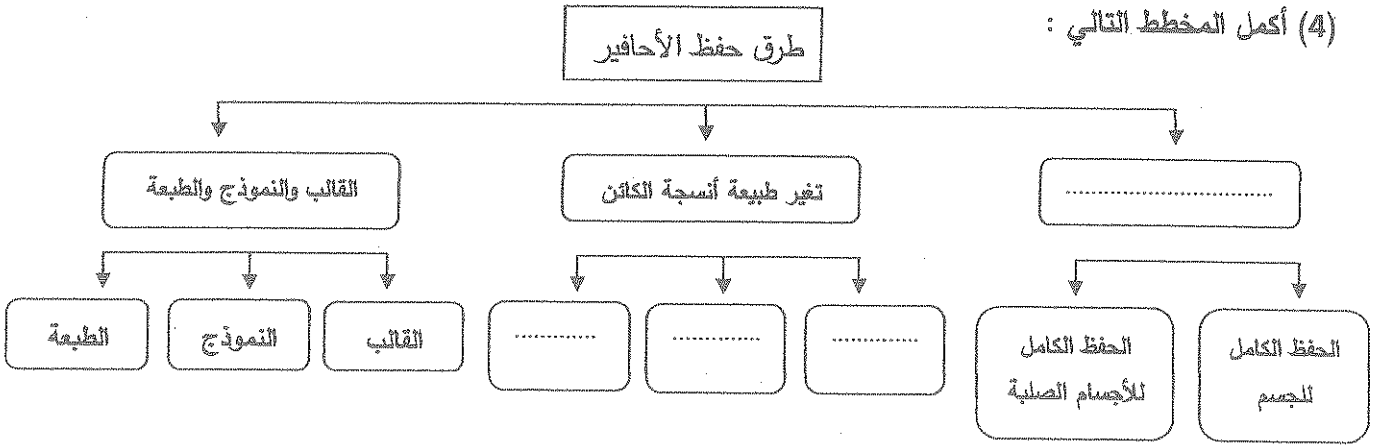 (4) أكمل المخطط التالي :
طرق حفظ الأحافير
.........................
تغير طبيعة أنسجة الكائن
القالب والنموذج والطبعة
الحفظ الكامل
للجسم
الحفظ الكامل
للأجسام الصلبة
............
............
............
القالب
النموذج
الطبعة